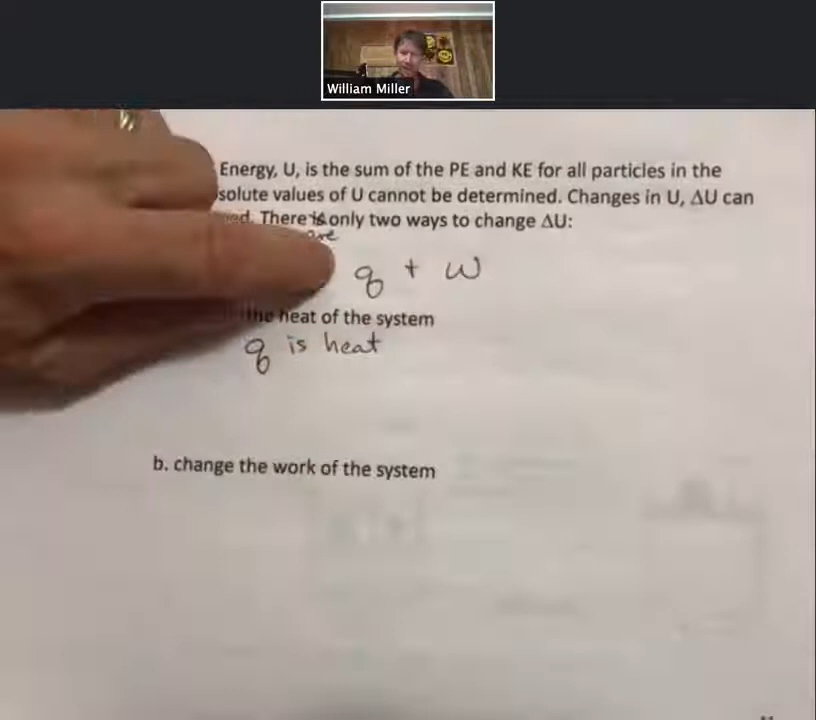 William Miller
Energy, U, is the sum of the PE and KE for all particles in the
solute values of U cannot be determined. Changes in U, ΔU can
There is only two ways to change ΔU:
are
q + w
the heat of the system
q is heat
b. change the work of the system